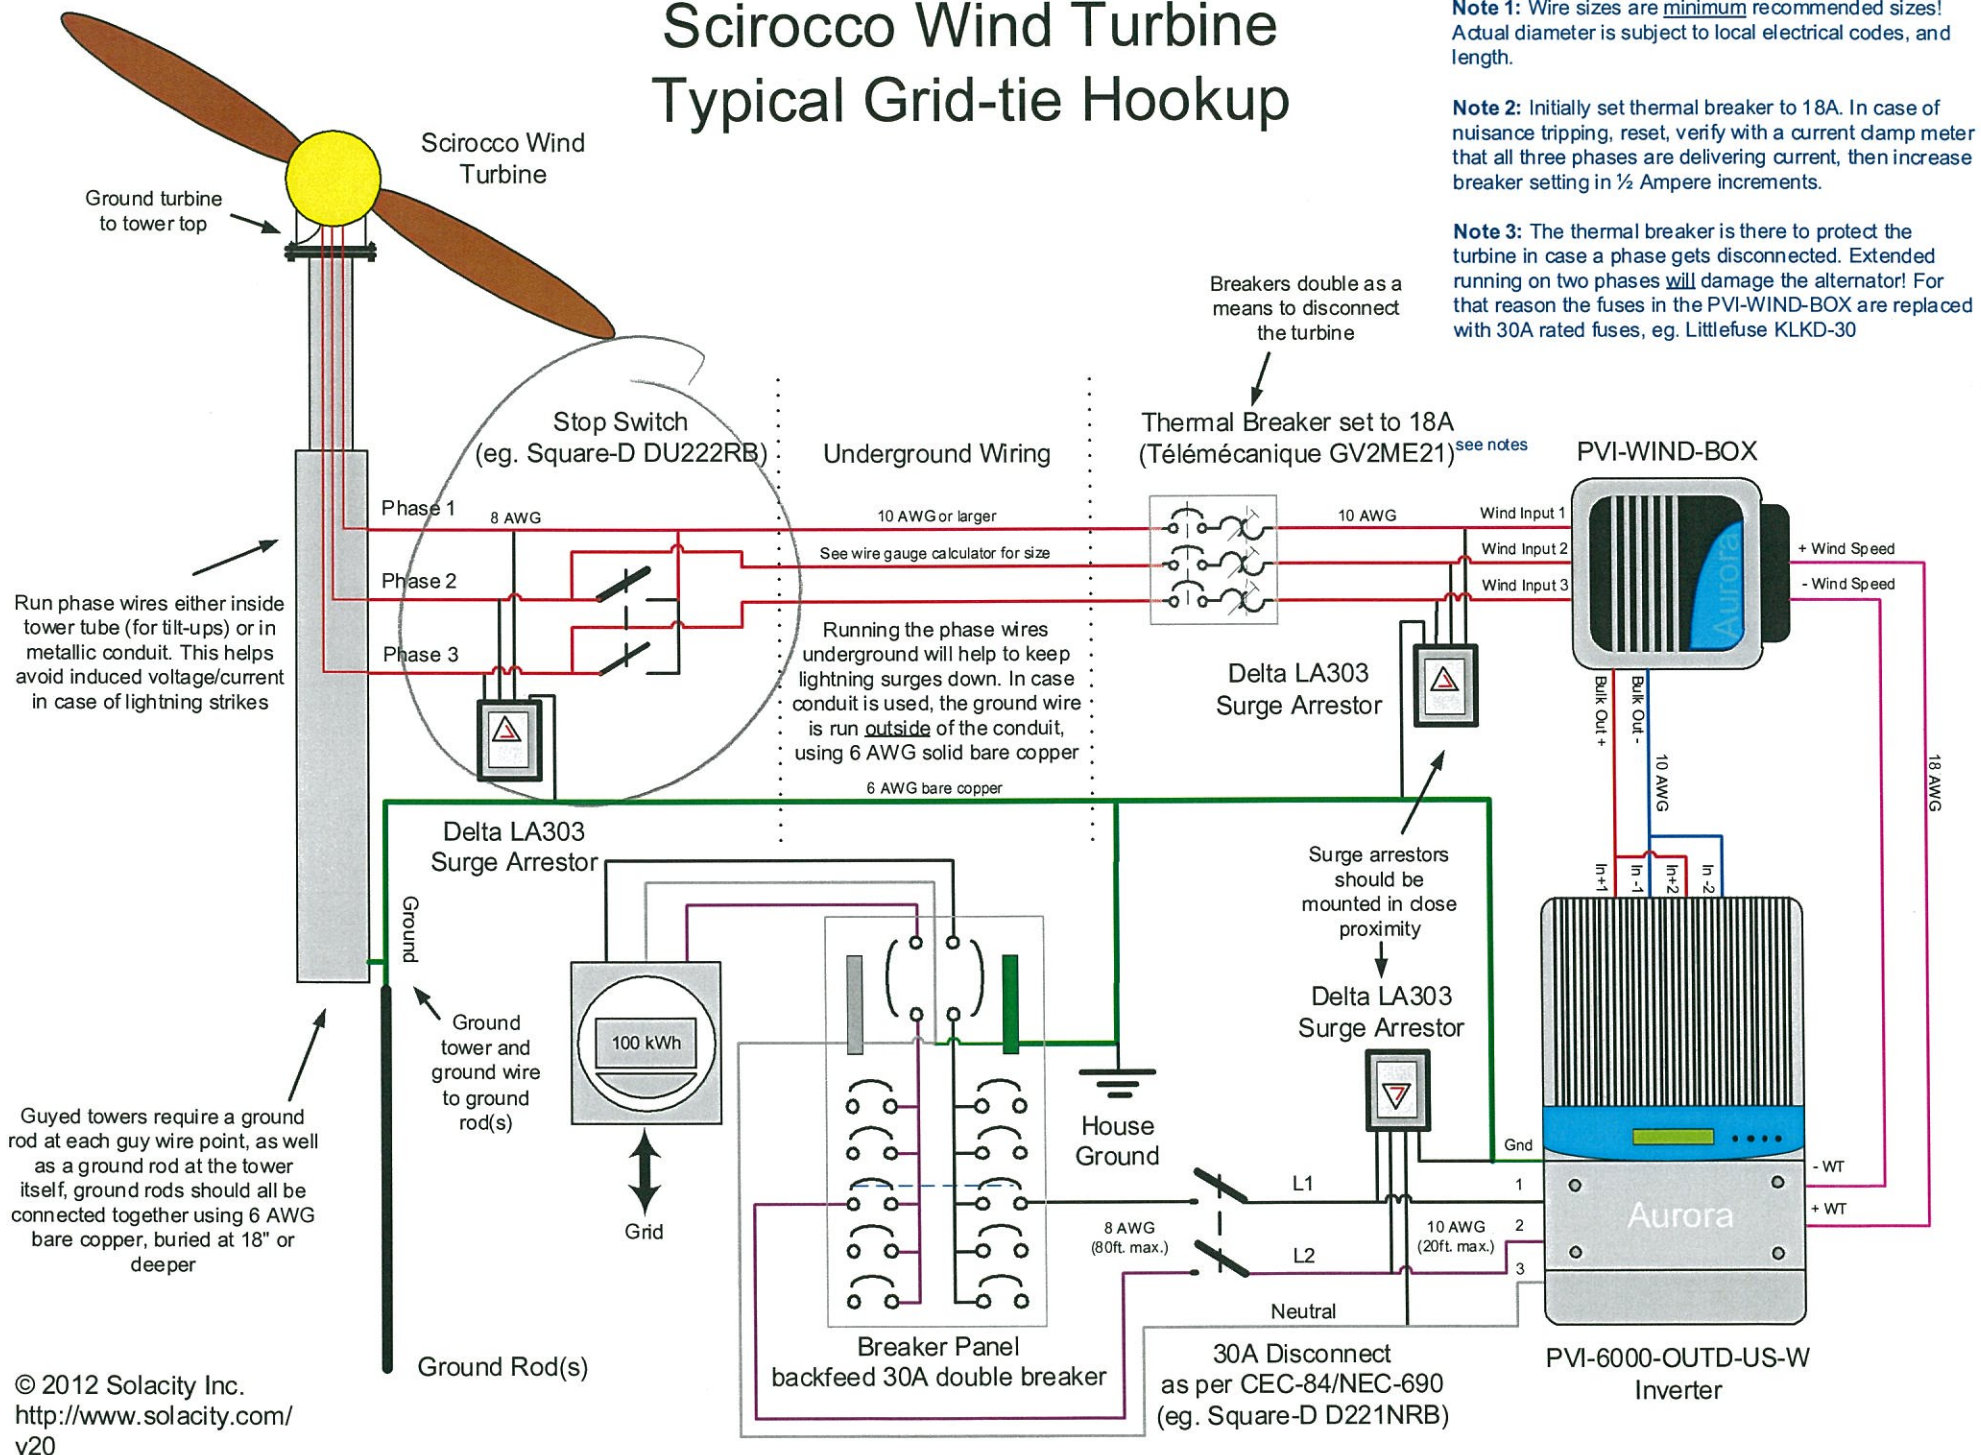 Scirocco Wind Turbine
Typical Grid-tie Hookup
Note 1: Wire sizes are minimum recommended sizes!
Actual diameter is subject to local electrical codes, and
length.
Note 2: Initially set thermal breaker to 18A. In case of
nuisance tripping, reset, verify with a current clamp meter
that all three phases are delivering current, then increase
breaker setting in ½ Ampere increments.
Note 3: The thermal breaker is there to protect the
turbine in case a phase gets disconnected. Extended
running on two phases will damage the alternator! For
that reason the fuses in the PVI-WIND-BOX are replaced
with 30A rated fuses, eg. Littlefuse KLKD-30
Scirocco Wind
Turbine
Ground turbine
to tower top
Breakers double as a
means to disconnect
the turbine
Stop Switch
(eg. Square-D DU222RB)
Underground Wiring
Thermal Breaker set to 18A
(Télémécanique GV2ME21) see notes
PVI-WIND-BOX
Phase 1
8 AWG
10 AWG or larger
10 AWG
Wind Input 1
See wire gauge calculator for size
Wind Input 2
+ Wind Speed
Phase 2
Wind Input 3
- Wind Speed
Aurora
Phase 3
Run phase wires either inside
tower tube (for tilt-ups) or in
metallic conduit. This helps
avoid induced voltage/current
in case of lightning strikes
Running the phase wires
underground will help to keep
lightning surges down. In case
conduit is used, the ground wire
is run outside of the conduit,
using 6 AWG solid bare copper
6 AWG bare copper
Delta LA303
Surge Arrestor
Bulk Out +
Bulk Out -
10 AWG
18 AWG
Delta LA303
Surge Arrestor
Surge arrestors
should be
mounted in close
proximity
In+1
In -1
In+2
In -2
Ground
Delta LA303
Surge Arrestor
Ground
tower and
ground wire
to ground
rod(s)
100 kWh
Grid
House
Ground
Guyed towers require a ground
rod at each guy wire point, as well
as a ground rod at the tower
itself, ground rods should all be
connected together using 6 AWG
bare copper, buried at 18" or
deeper
Gnd
- WT
L1
1
+ WT
8 AWG
(80ft. max.)
10 AWG
(20ft. max.)
2
Aurora
L2
3
Neutral
Breaker Panel
backfeed 30A double breaker
30A Disconnect
as per CEC-84/NEC-690
(eg. Square-D D221NRB)
PVI-6000-OUTD-US-W
Inverter
Ground Rod(s)
© 2012 Solacity Inc.
http://www.solacity.com/
v20